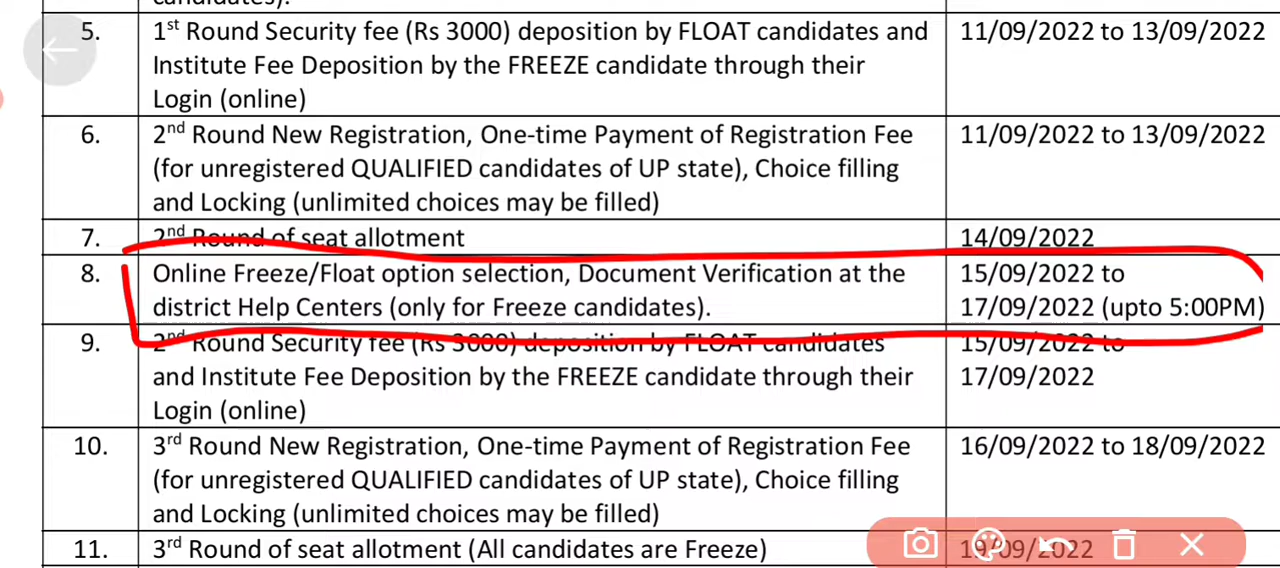 candidates).
5. 1st Round Security fee (Rs 3000) deposition by FLOAT candidates and 11/09/2022 to 13/09/2022
Institute Fee Deposition by the FREEZE candidate through their
Login (online)
6. 2nd Round New Registration, One-time Payment of Registration Fee 11/09/2022 to 13/09/2022
(for unregistered QUALIFIED candidates of UP state), Choice filling
and Locking (unlimited choices may be filled)
7. 2nd Round of seat allotment 14/09/2022
8. Online Freeze/Float option selection, Document Verification at the 15/09/2022 to
district Help Centers (only for Freeze candidates). 17/09/2022 (upto 5:00PM)
9. 2nd Round Security fee (Rs 3000) deposition by FLOAT candidates 15/09/2022 to
and Institute Fee Deposition by the FREEZE candidate through their 17/09/2022
Login (online)
10. 3rd Round New Registration, One-time Payment of Registration Fee 16/09/2022 to 18/09/2022
(for unregistered QUALIFIED candidates of UP state), Choice filling
and Locking (unlimited choices may be filled)
11. 3rd Round of seat allotment (All candidates are Freeze) 19/09/2022